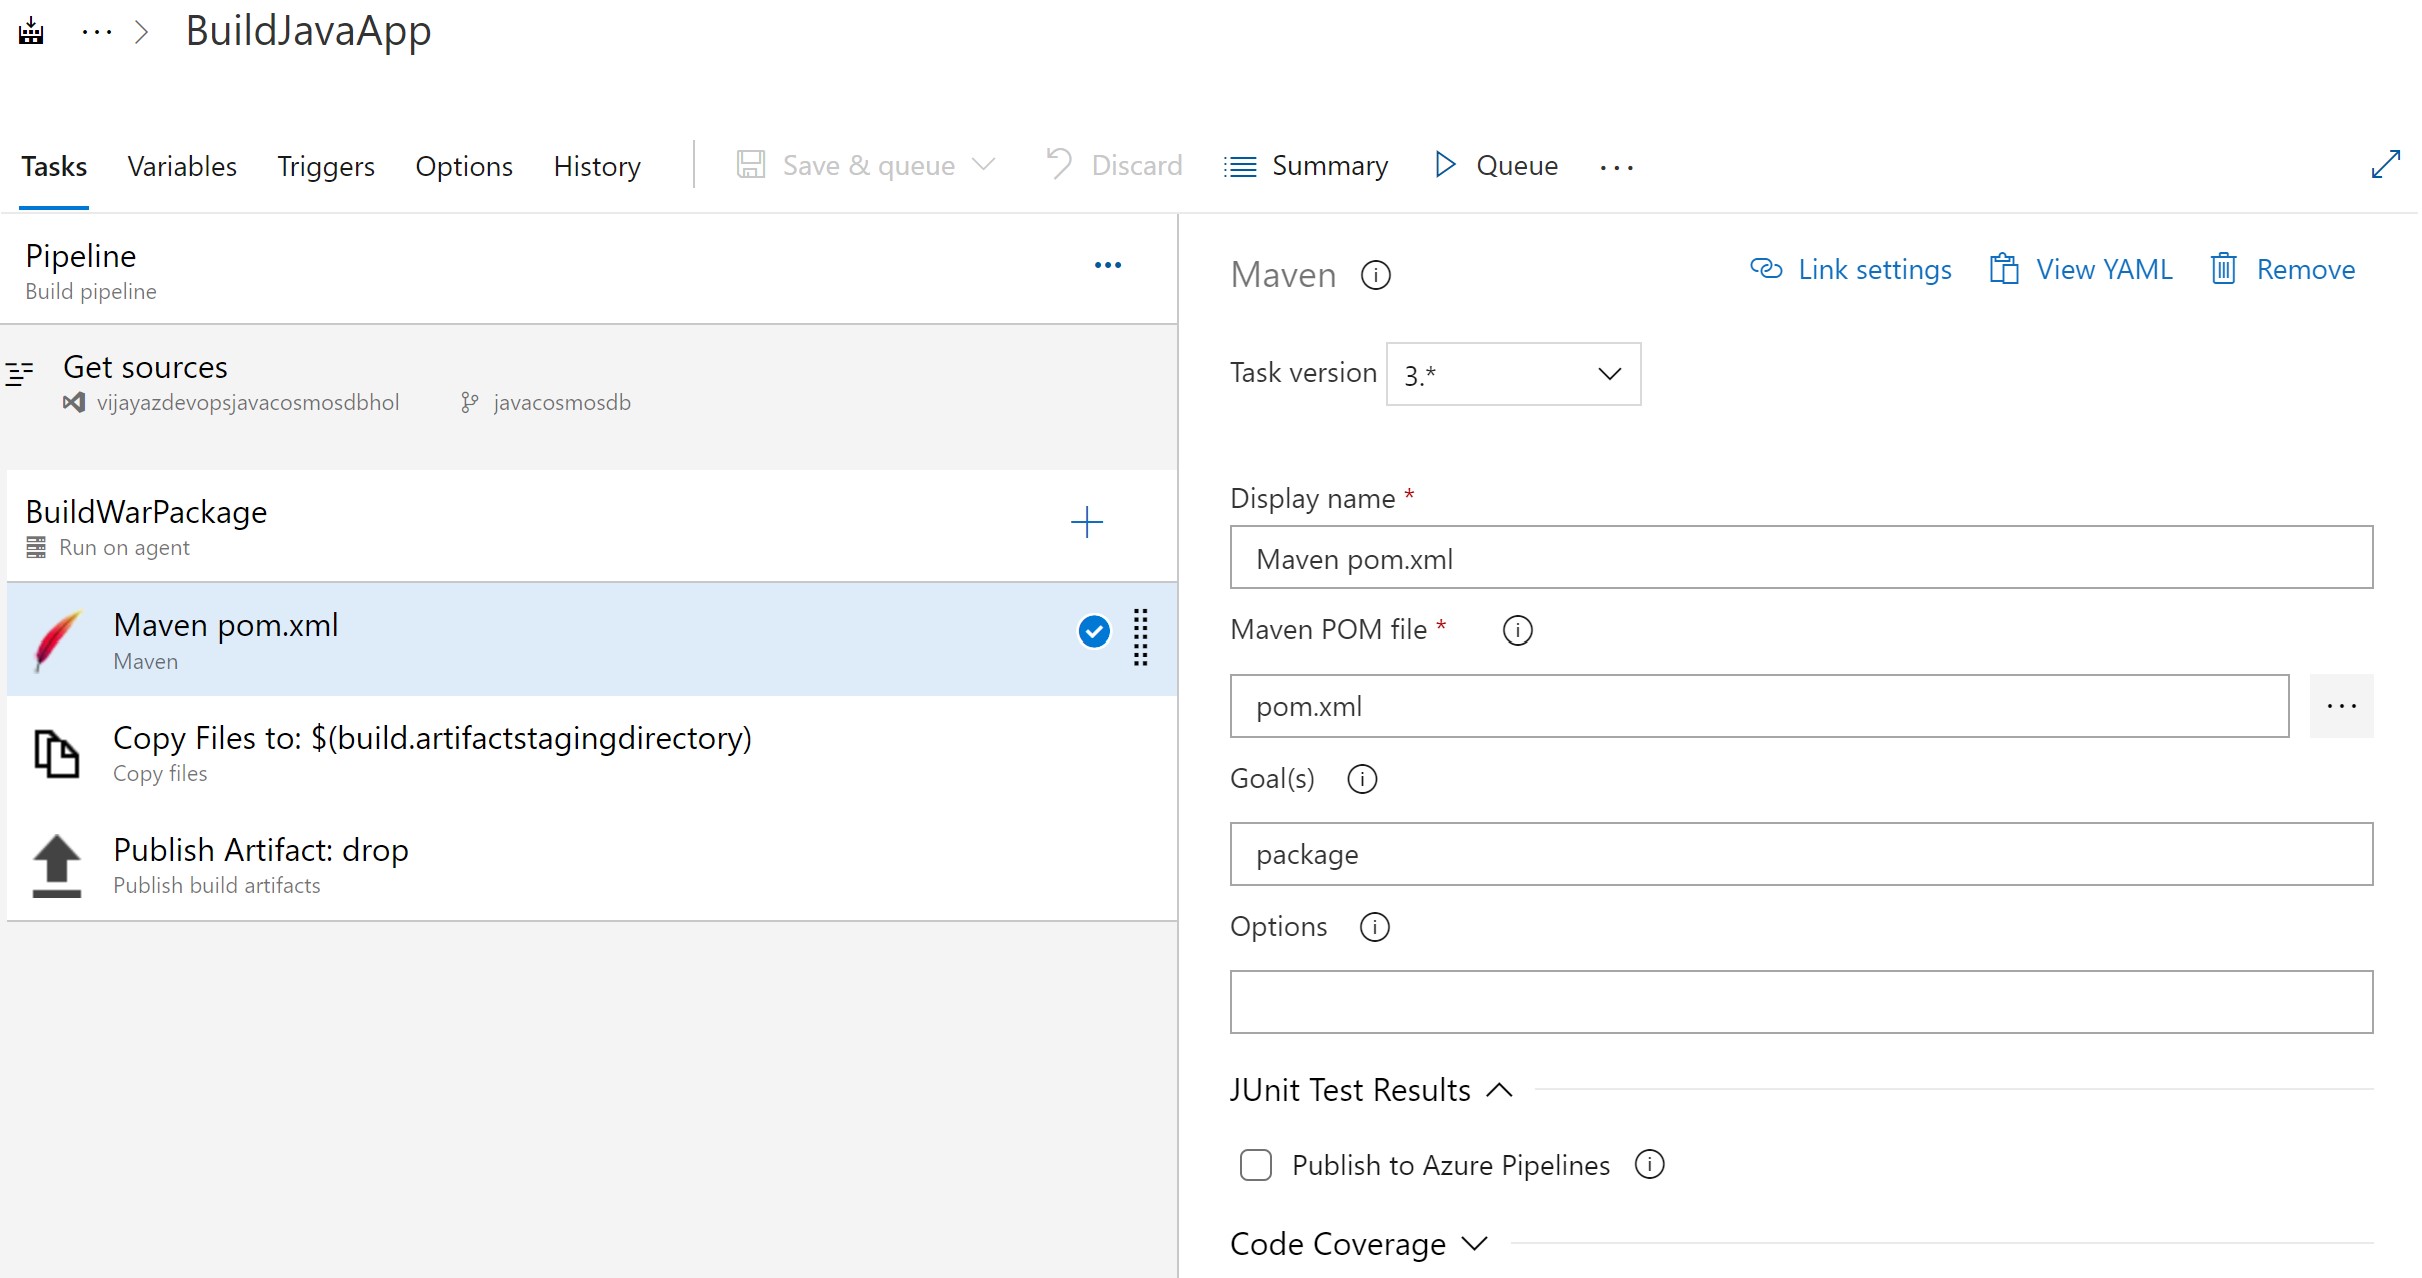 BuildJavaApp
Tasks Variables Triggers Options History Save & queue Discard Summary Queue
Pipeline
Build pipeline
Get sources
vijayazdevopsjavacosmosdbhol javacosmosdb
BuildWarPackage
Run on agent
Maven pom.xml
Maven
Copy Files to: $(build.artifactstagingdirectory)
Copy files
Publish Artifact: drop
Publish build artifacts
Maven Link settings View YAML Remove
Task version 3.*
Display name *
Maven pom.xml
Maven POM file *
pom.xml
Goal(s)
package
Options
JUnit Test Results
Publish to Azure Pipelines
Code Coverage